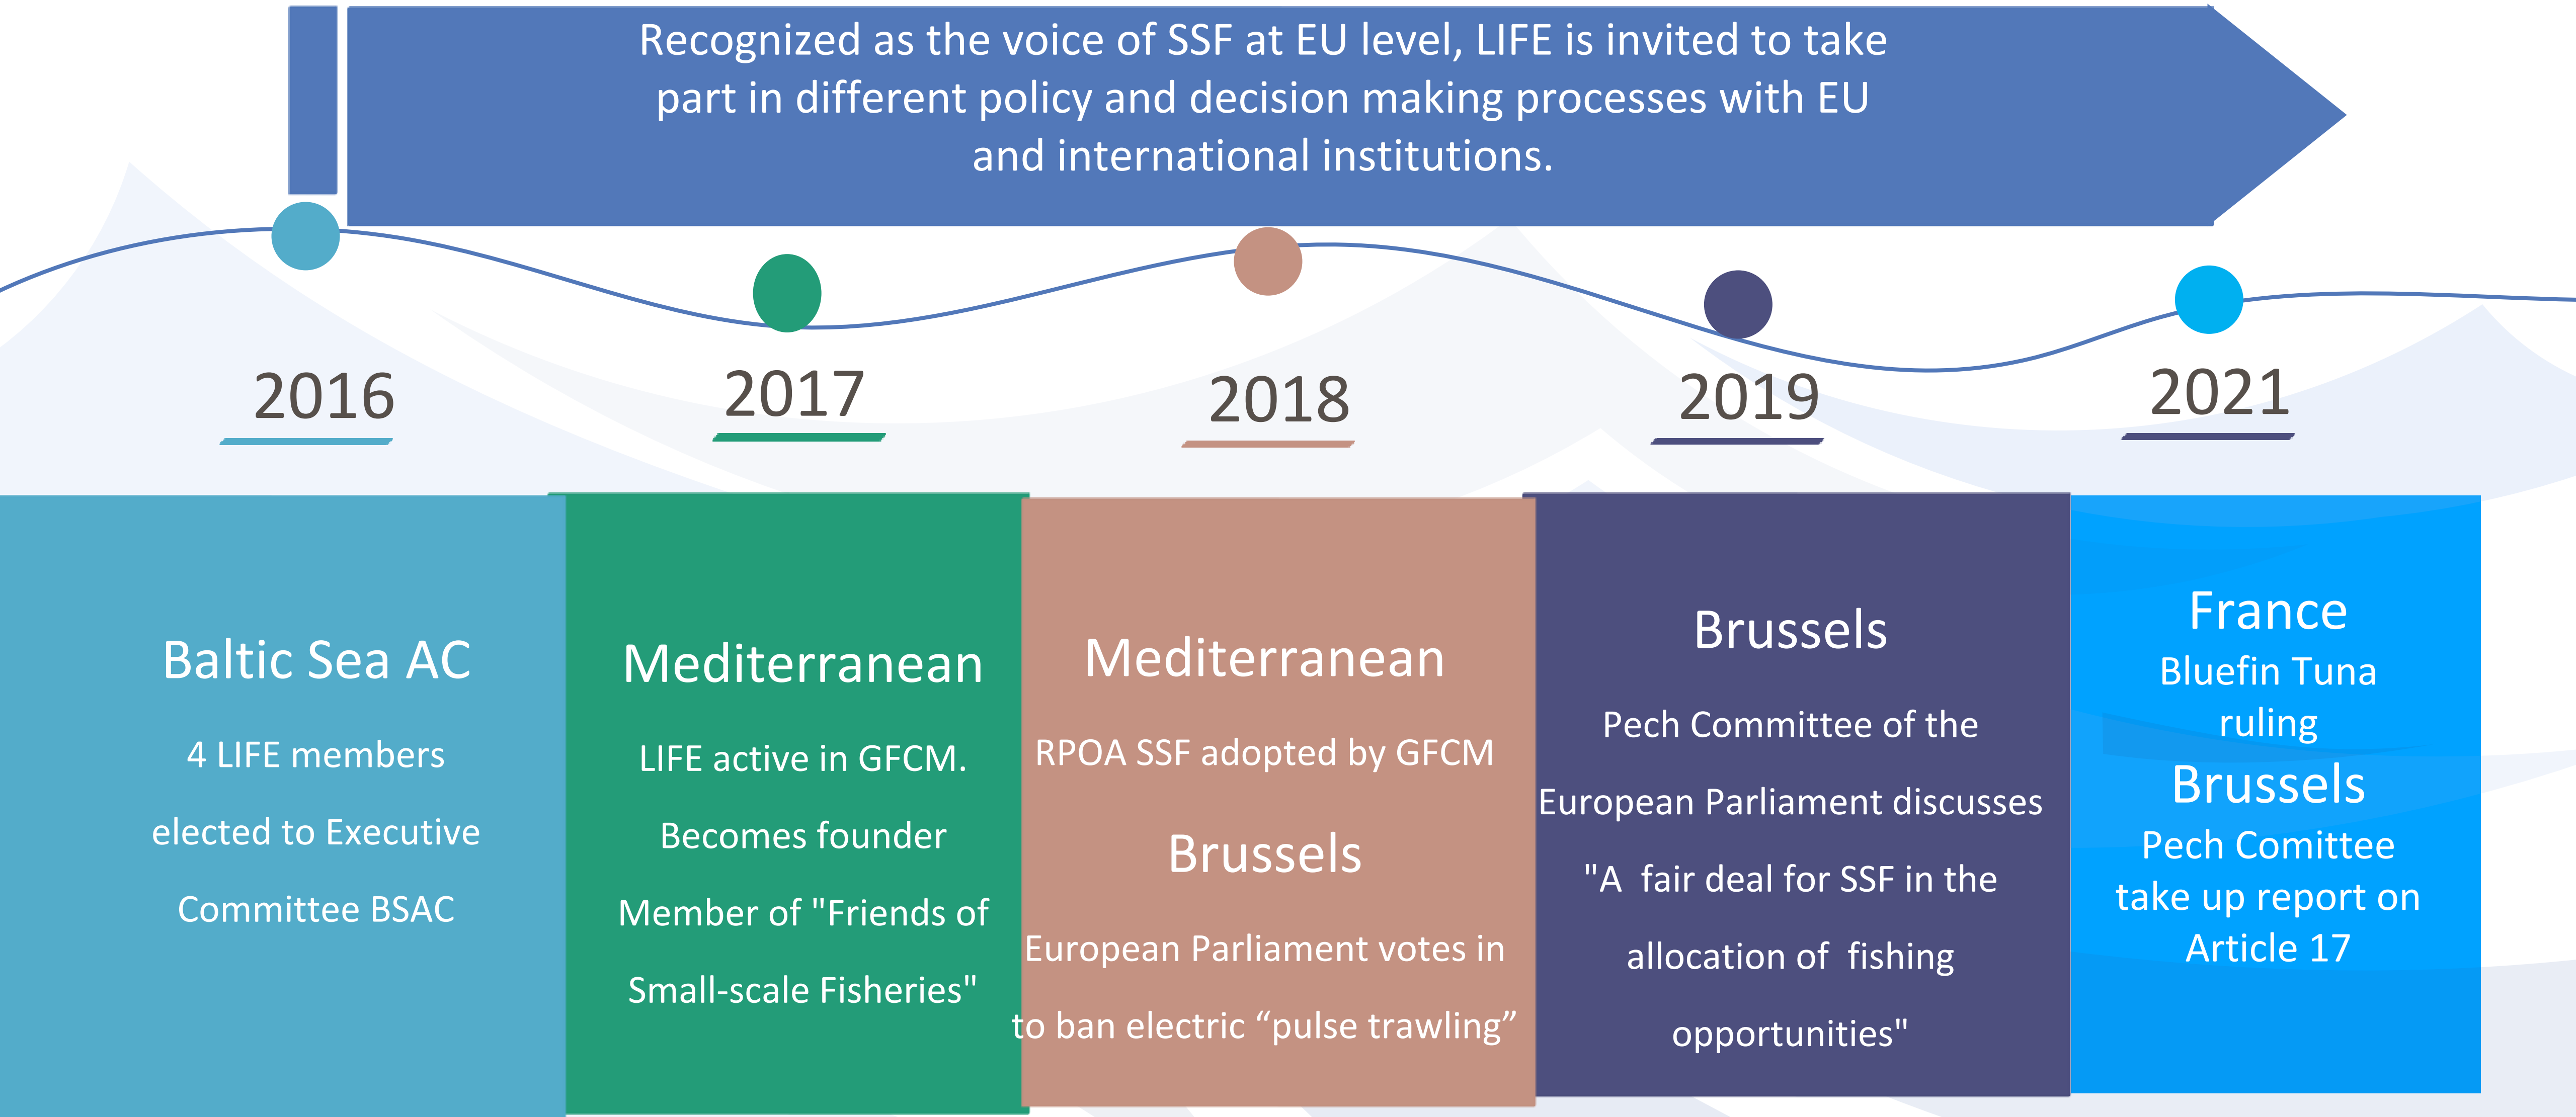 Recognized as the voice of SSF at EU level, LIFE is invited to take
part in different policy and decision making processes with EU
and international institutions.
2016
2017
2018
2019
2021
Baltic Sea AC
4 LIFE members
elected to Executive
Committee BSAC
Mediterranean
LIFE active in GFCM.
Becomes founder
Member of "Friends of
Small-scale Fisheries"
Mediterranean
RPOA SSF adopted by GFCM
Brussels
European Parliament votes in
to ban electric “pulse trawling”
Brussels
Pech Committee of the
European Parliament discusses
"A  fair deal for SSF in the
allocation of  fishing
opportunities"
France
Bluefin Tuna
ruling
Brussels
Pech Comittee
take up report on
Article 17